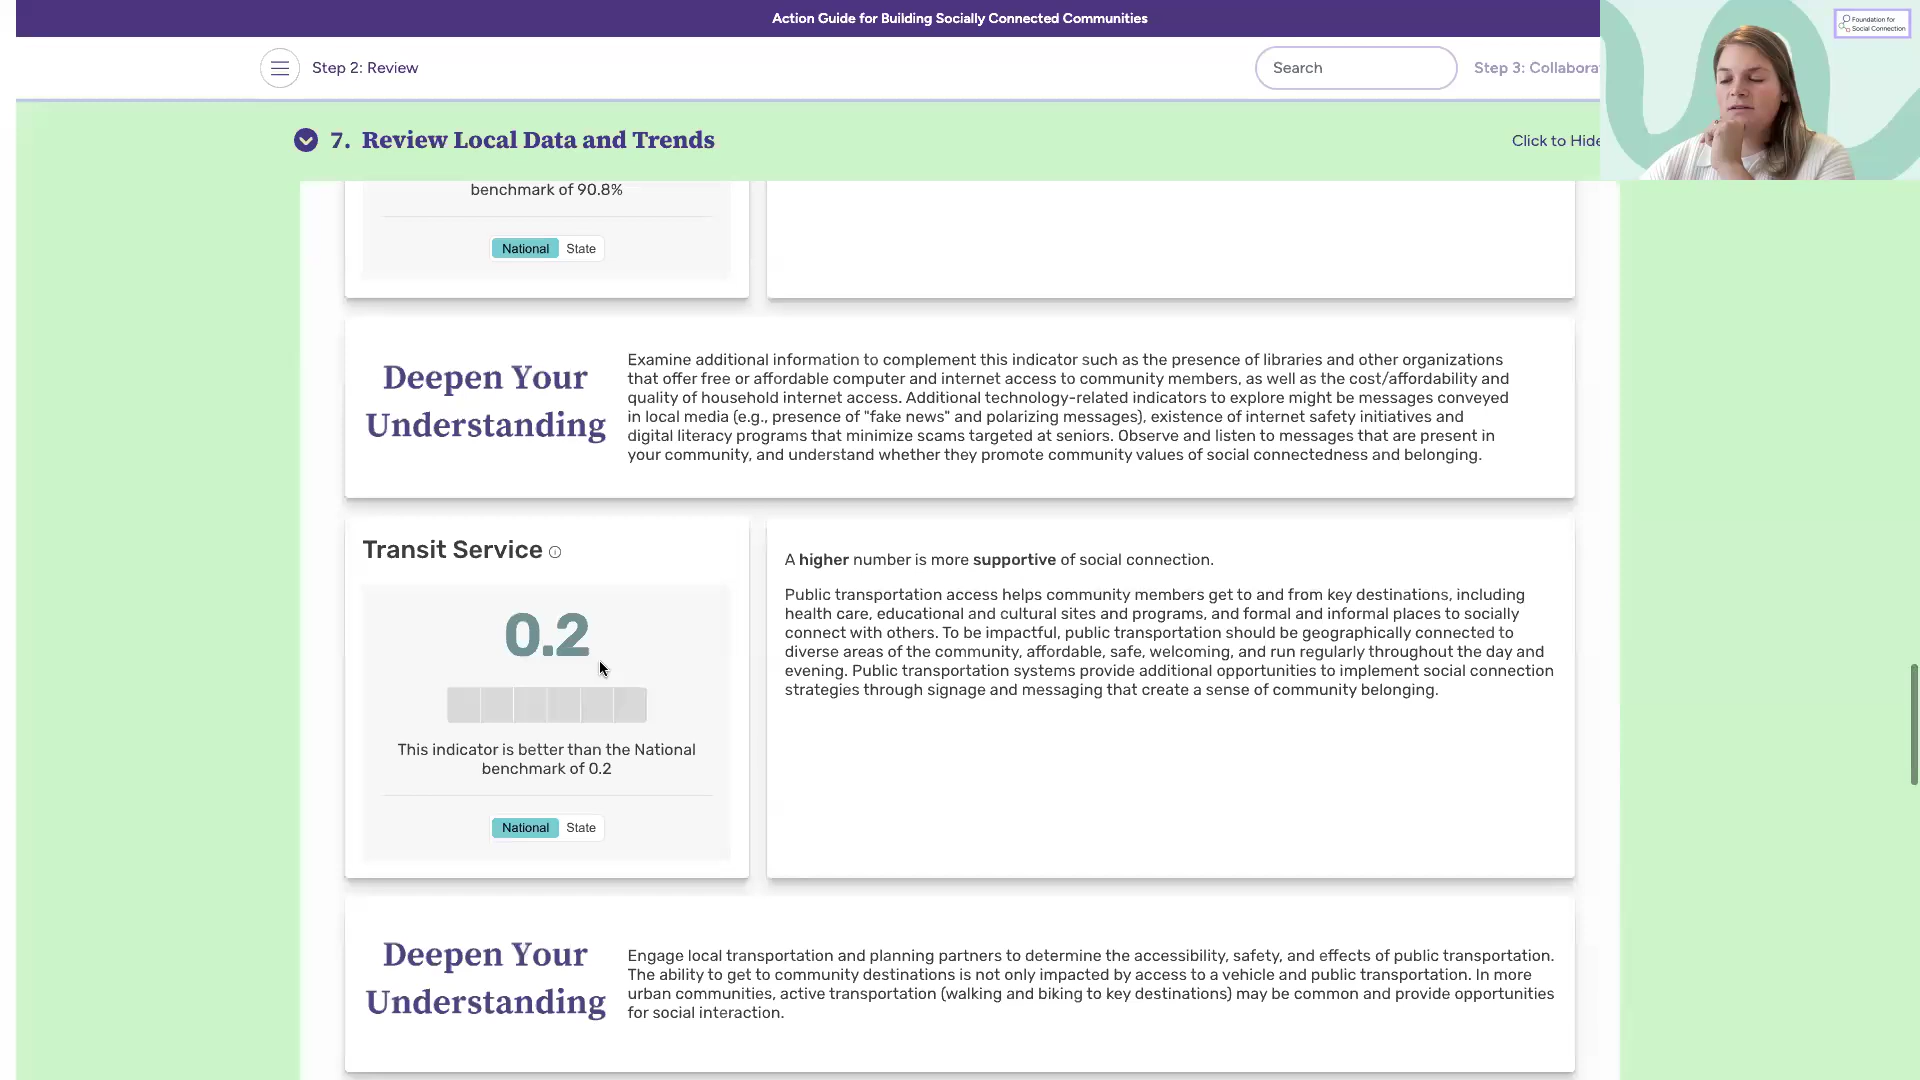 Action Guide for Building Socially Connected Communities
Foundation for
Social Connection
Step 2: Review
Search
Step 3: Collabora
7. Review Local Data and Trends
Click to Hide
benchmark of 90.8%
National State
Deepen Your
Understanding
Examine additional information to complement this indicator such as the presence of libraries and other organizations
that offer free or affordable computer and internet access to community members, as well as the cost/affordability and
quality of household internet access. Additional technology-related indicators to explore might be messages conveyed
in local media (e.g., presence of "fake news" and polarizing messages), existence of internet safety initiatives and
digital literacy programs that minimize scams targeted at seniors. Observe and listen to messages that are present in
your community, and understand whether they promote community values of social connectedness and belonging.
Transit Service
0.2
This indicator is better than the National
benchmark of 0.2
National State
A higher number is more supportive of social connection.
Public transportation access helps community members get to and from key destinations, including
health care, educational and cultural sites and programs, and formal and informal places to socially
connect with others. To be impactful, public transportation should be geographically connected to
diverse areas of the community, affordable, safe, welcoming, and run regularly throughout the day and
evening. Public transportation systems provide additional opportunities to implement social connection
strategies through signage and messaging that create a sense of community belonging.
Deepen Your
Understanding
Engage local transportation and planning partners to determine the accessibility, safety, and effects of public transportation.
The ability to get to community destinations is not only impacted by access to a vehicle and public transportation. In more
urban communities, active transportation (walking and biking to key destinations) may be common and provide opportunities
for social interaction.